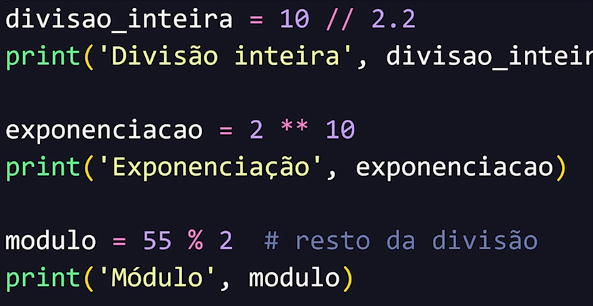 divisao_inteira = 10 // 2.2
print('Divisão inteira', divisao_inteir
exponenciacao = 2 ** 10
print('Exponenciação', exponenciacao)
modulo = 55 % 2  # resto da divisão
print('Módulo', modulo)